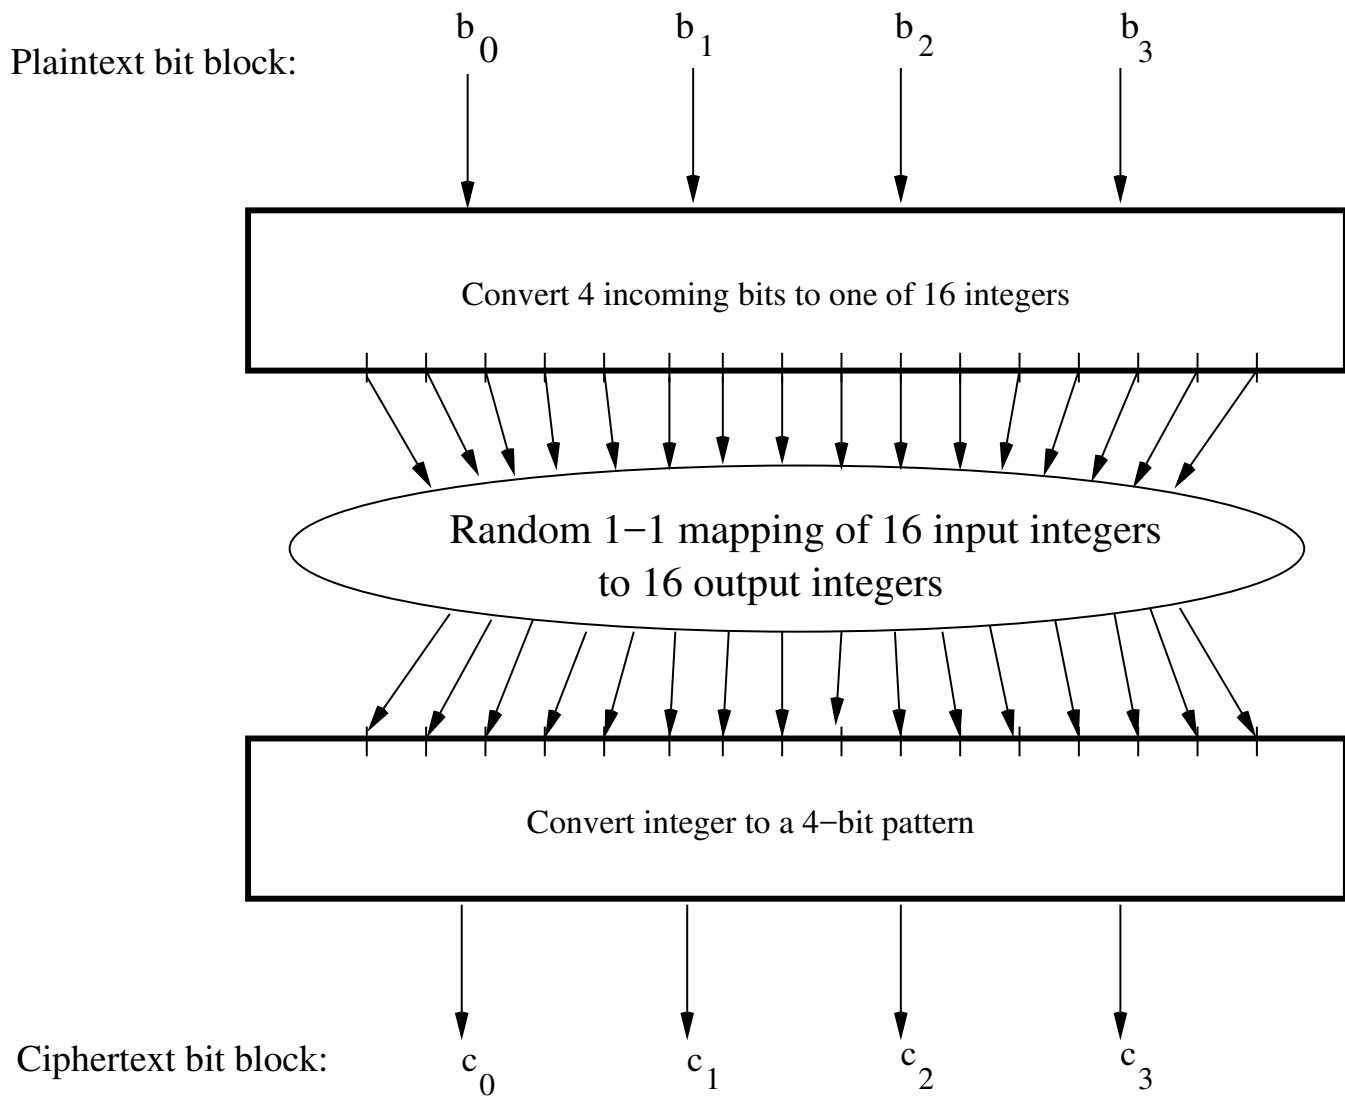 Plaintext bit block:
b0 b1 b2 b3
Convert 4 incoming bits to one of 16 integers
Random 1−1 mapping of 16 input integers
to 16 output integers
Convert integer to a 4−bit pattern
Ciphertext bit block:
c0 c1 c2 c3